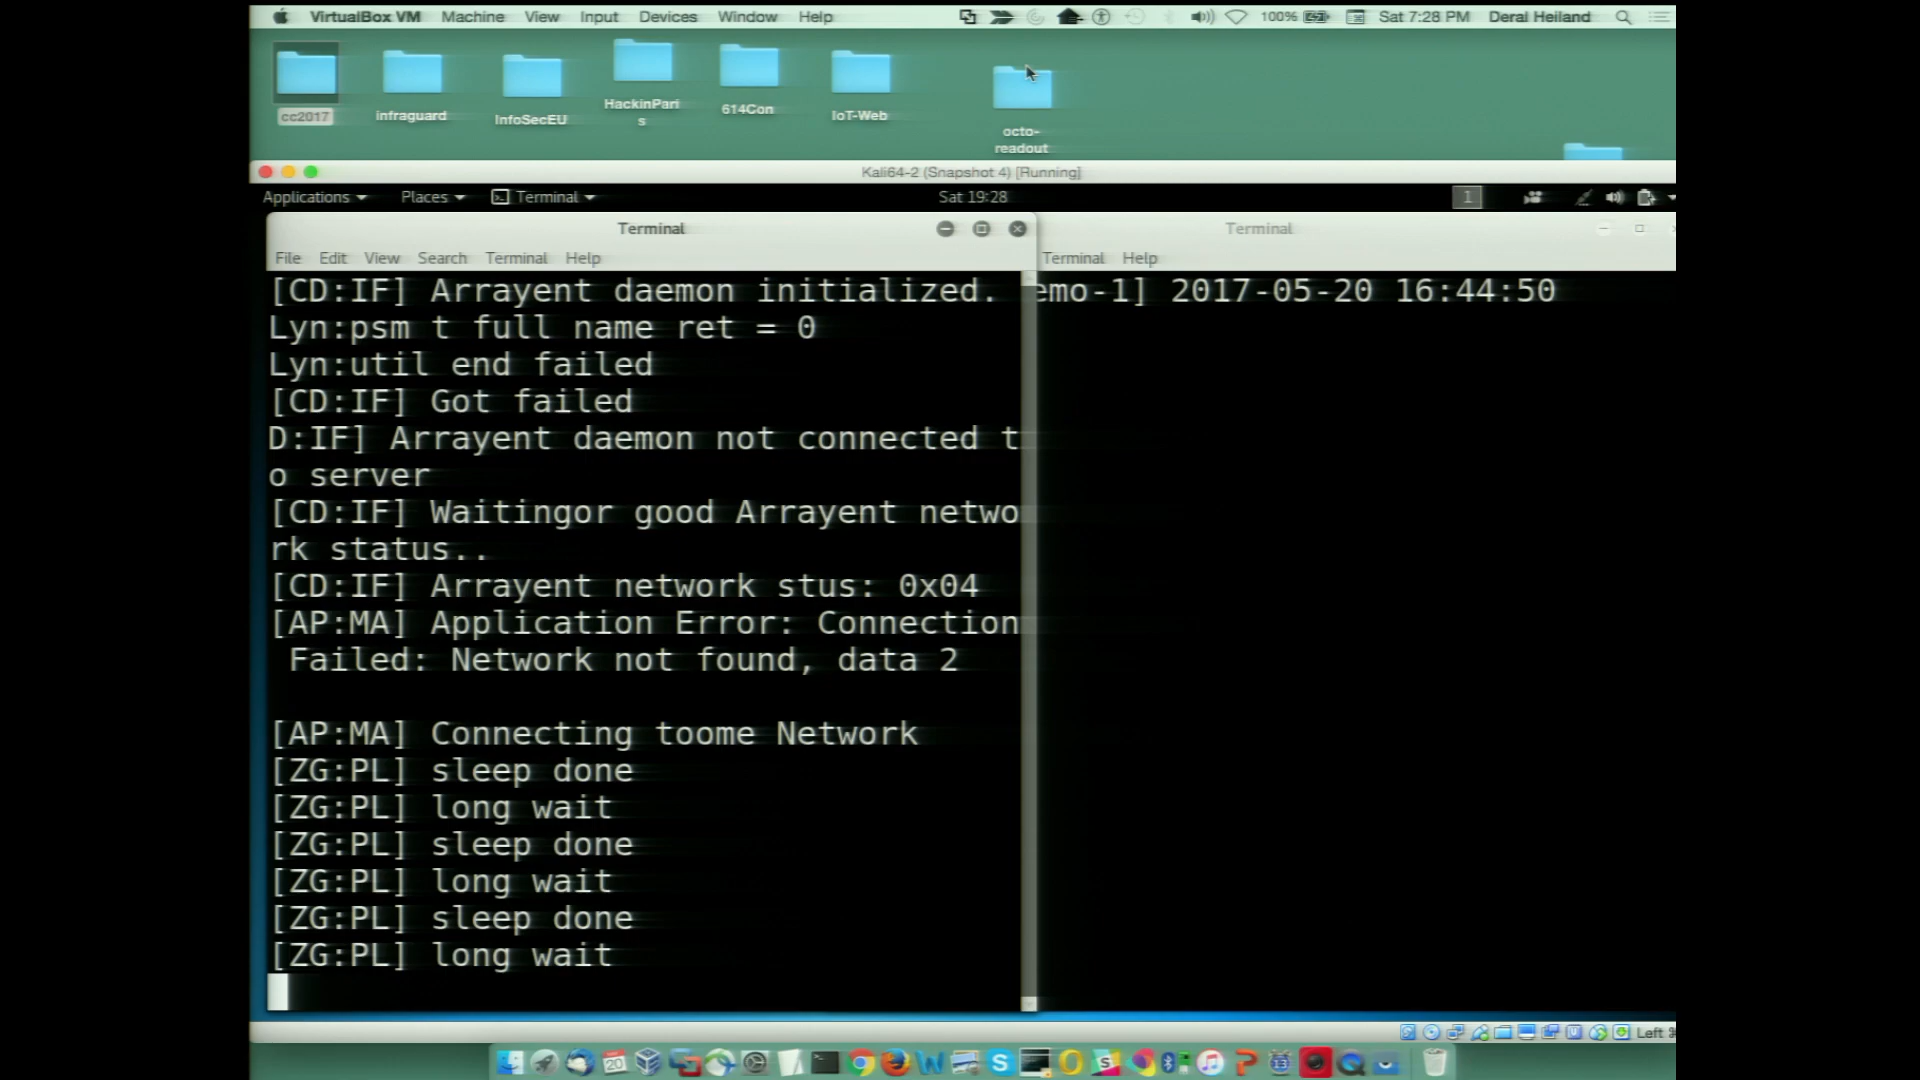 VirtualBox VM Machine View Input Devices Window Help 100% Sat 7:28 PM Deral Heiland
cc2017
infraguard
InfoSecEU
HackinPari
s
614Con
IoT-Web
octo-
readout
Kali64-2 (Snapshot 4) [Running]
Applications Places Terminal Sat 19:28 1
Terminal
File Edit View Search Terminal Help
[CD:IF] Arrayent daemon initialized.
Lyn:psm t full name ret = 0
Lyn:util end failed
[CD:IF] Got failed
D:IF] Arrayent daemon not connected t
o server
[CD:IF] Waitingor good Arrayent netwo
rk status..
[CD:IF] Arrayent network stus: 0x04
[AP:MA] Application Error: Connection
Failed: Network not found, data 2
[AP:MA] Connecting toome Network
[ZG:PL] sleep done
[ZG:PL] long wait
[ZG:PL] sleep done
[ZG:PL] long wait
[ZG:PL] sleep done
[ZG:PL] long wait
Terminal
Terminal Help
emo-1] 2017-05-20 16:44:50
Left
20